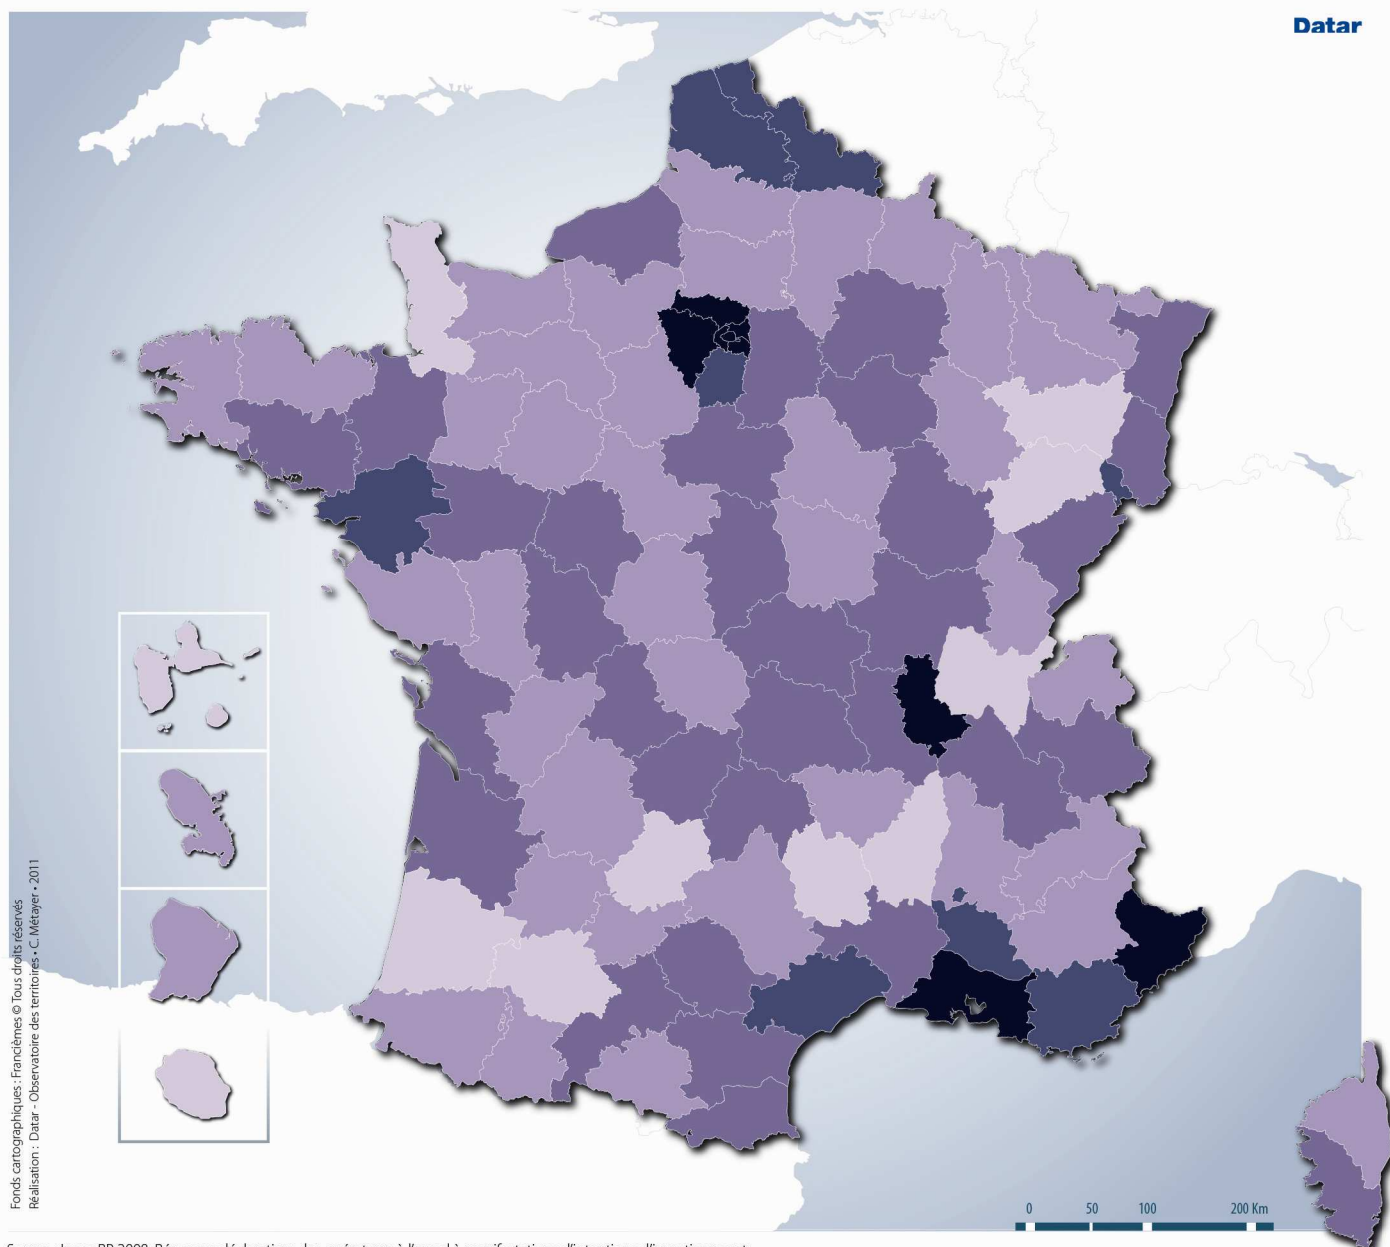 Datar
Fonds cartographiques : Francièmes © Tous droits réservés
Réalisation : Datar - Observatoire des territoires • C. Métayer • 2011
0 50 100 200 Km